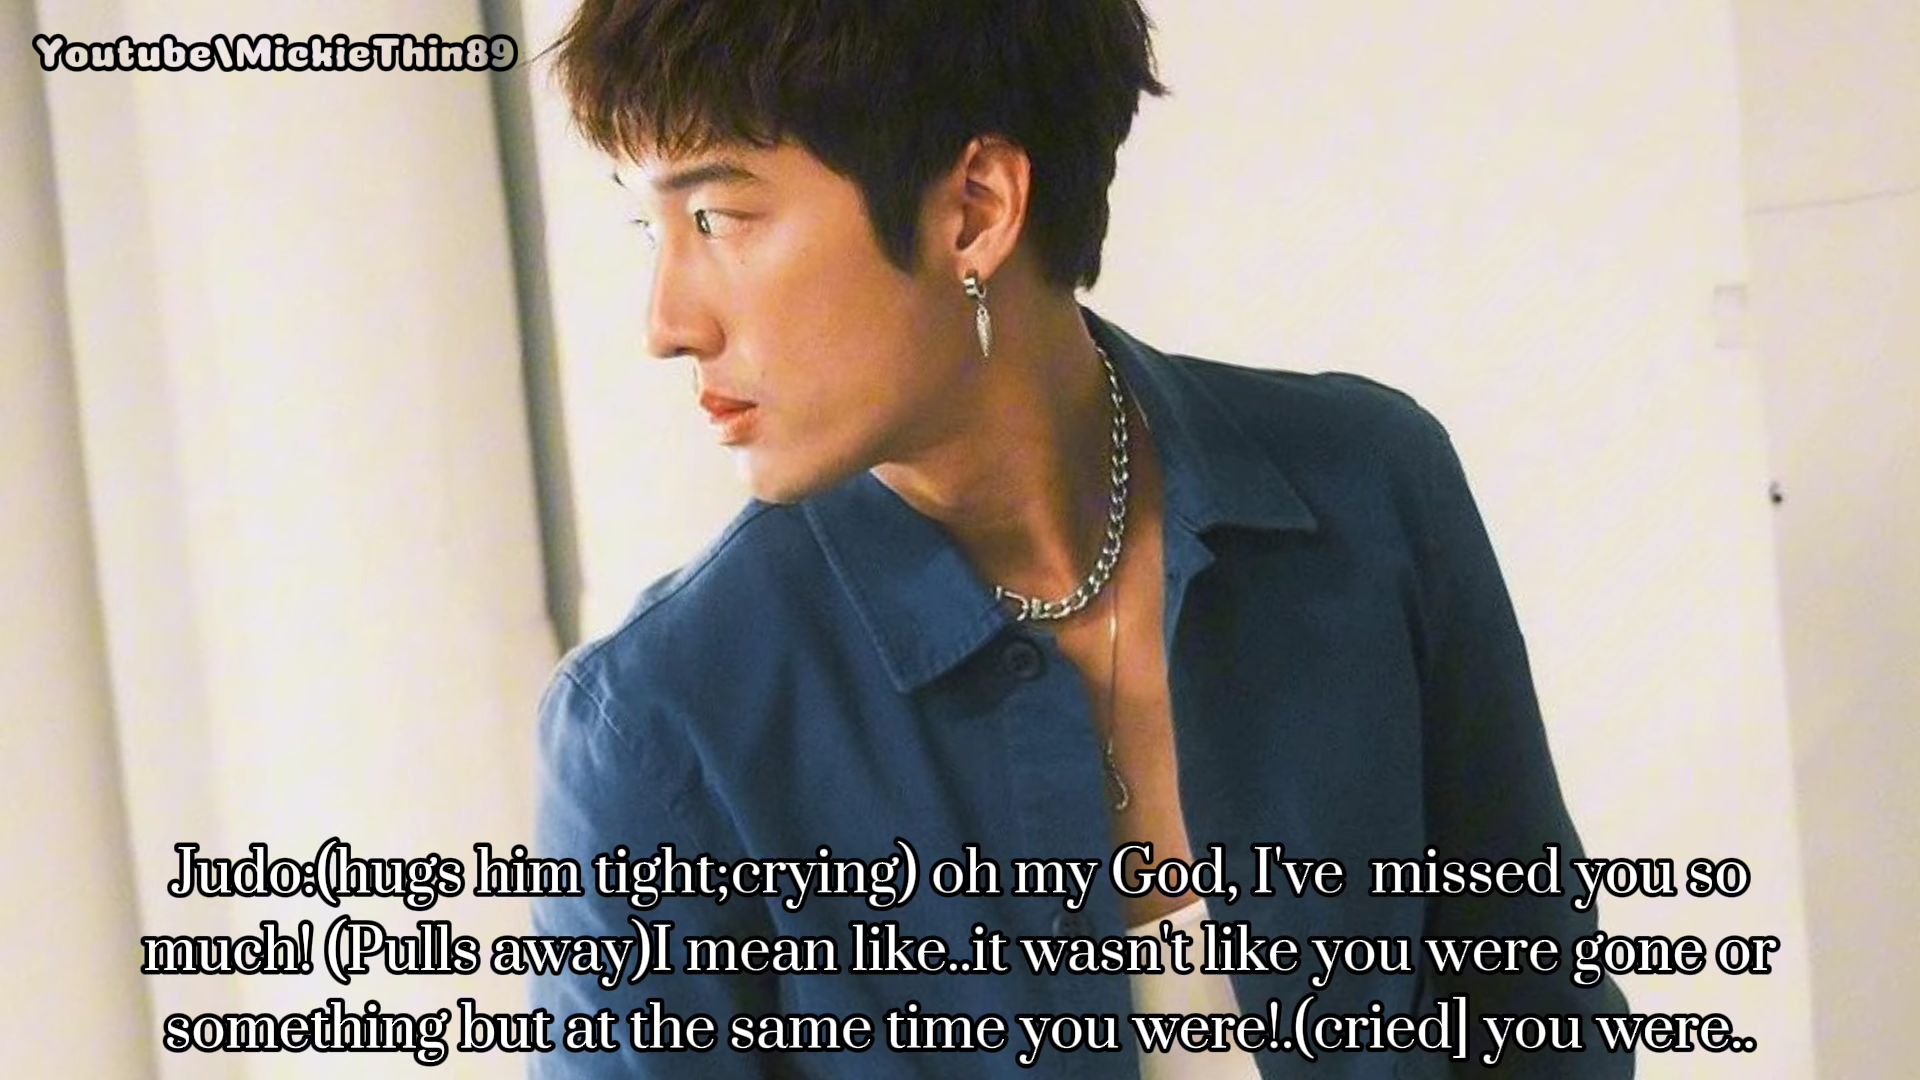 Youtube\MickieThin89
Judo:(hugs him tight;crying) oh my God, I've  missed you so
much! (Pulls away)I mean like..it wasn't like you were gone or
something but at the same time you were!.(cried] you were..